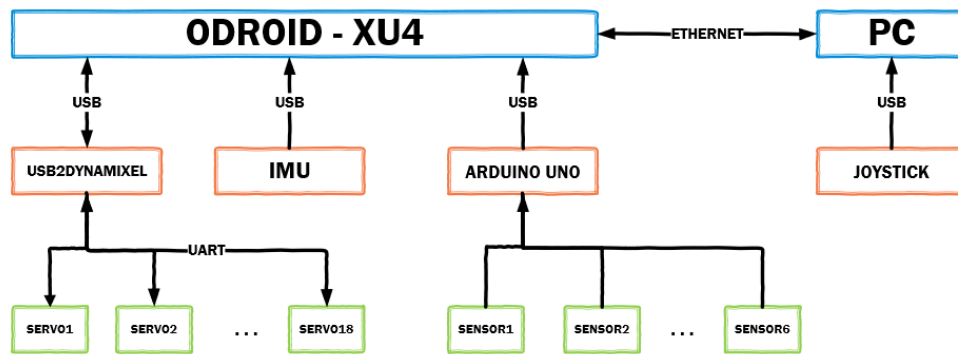 ODROID - XU4
ETHERNET
PC
USB
USB
USB
USB
USB2DYNAMIXEL
IMU
ARDUINO UNO
JOYSTICK
UART
SERVO1
SERVO2
...
SERVO18
SENSOR1
SENSOR2
...
SENSOR6